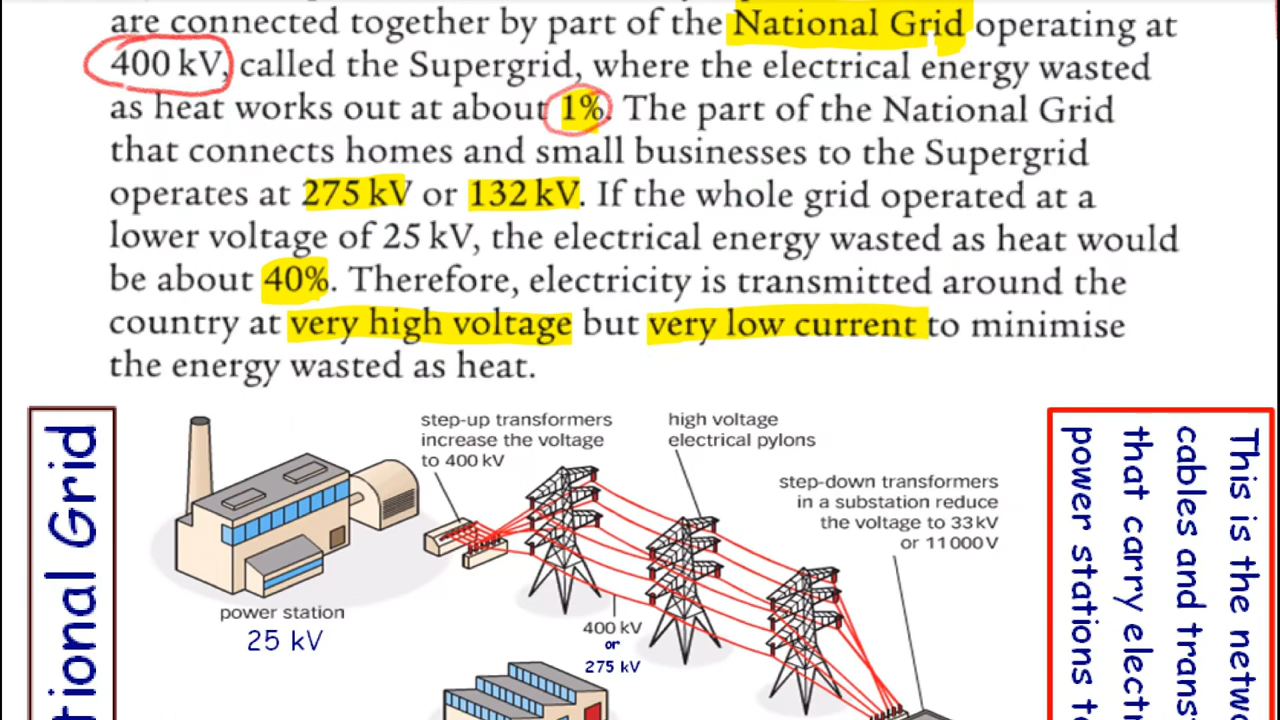 are connected together by part of the National Grid operating at
400 kV, called the Supergrid, where the electrical energy wasted
as heat works out at about 1%. The part of the National Grid
that connects homes and small businesses to the Supergrid
operates at 275 kV or 132 kV. If the whole grid operated at a
lower voltage of 25 kV, the electrical energy wasted as heat would
be about 40%. Therefore, electricity is transmitted around the
country at very high voltage but very low current to minimise
the energy wasted as heat.
tional Grid
step-up transformers
increase the voltage
to 400 kV
high voltage
electrical pylons
step-down transformers
in a substation reduce
the voltage to 33 kV
or 11 000 V
power station
25 kV
400 kV
or
275 kV
This is the netw
cables and trans
that carry electr
power stations t